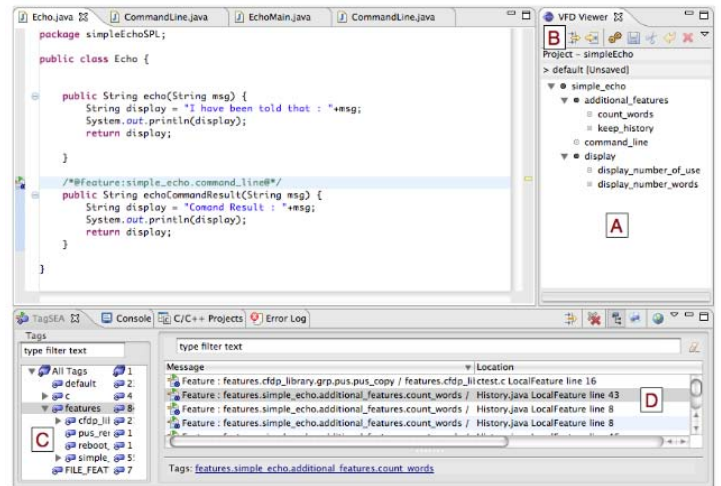 Echo.java
CommandLine.java
EchoMain.java
CommandLine.java
package simpleEchoSPL;
public class Echo {
public String echo(String msg) {
String display = "I have been told that : "+msg;
System.out.println(display);
return display;
}
/*@feature:simple_echo.command_line@*/
public String echoCommandResult(String msg) {
String display = "Comand Result : "+msg;
System.out.println(display);
return display;
}
}
VFD Viewer
B
Project - simpleEcho
> default [Unsaved]
simple_echo
additional_features
count_words
keep_history
command_line
display
display_number_of_use
display_number_words
A
TagSEA
Console
C/C++ Projects
Error Log
Tags
type filter text
All Tags 1
default 2
c 4
features 8
cfdp_lil 2
pus_rer 1
reboot_ 1
simple_ 5
FILE_FEAT 7
C
type filter text
Message Location
Feature : features.cfdp_library.grp.pus.pus_copy / features.cfdp_lil ctest.c LocalFeature line 16
Feature : features.simple_echo.additional_features.count_words / History.java LocalFeature line 43
Feature : features.simple_echo.additional_features.count_words / History.java LocalFeature line 8
Feature : features.simple_echo.additional_features.count_words / History.java LocalFeature line 8
D
Tags: features.simple_echo.additional_features.count_words